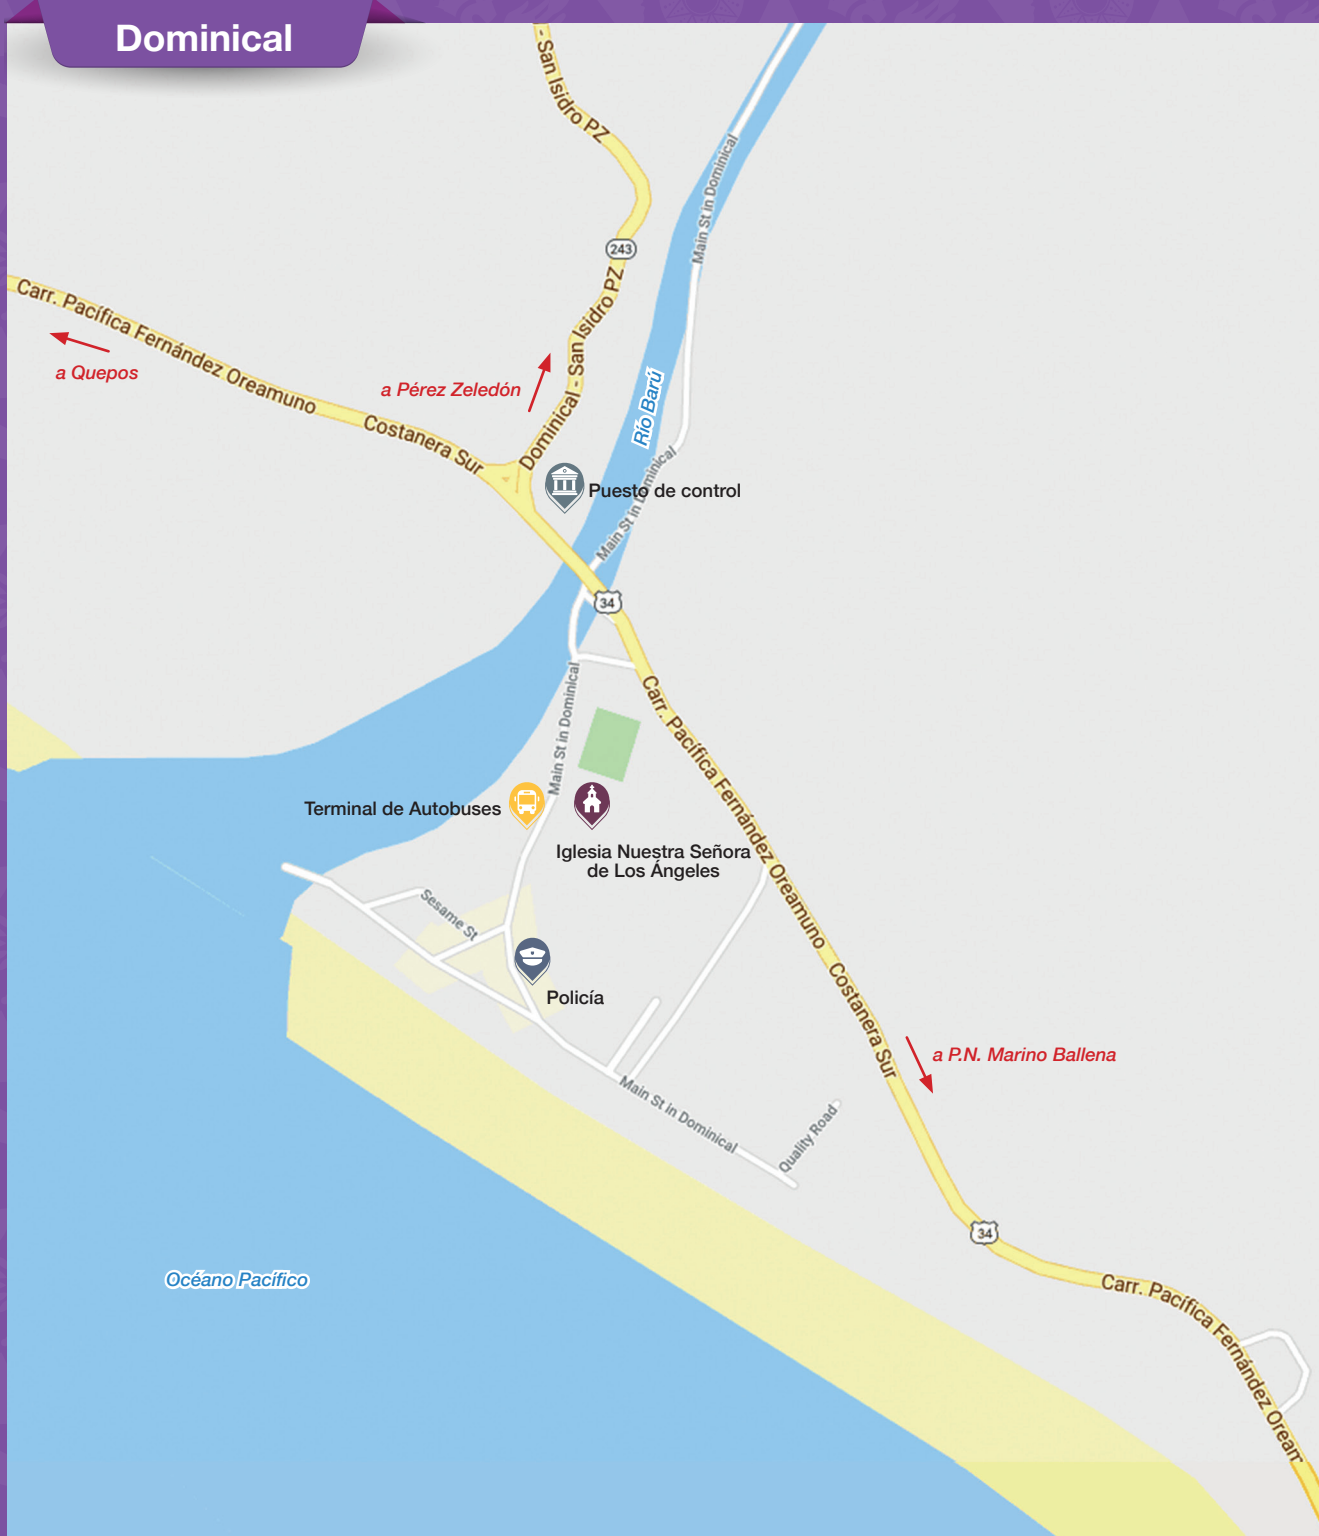 Dominical
- San Isidro PZ
Main St in Dominical
243
Carr. Pacífica Fernández Oreamuno
Dominical - San Isidro PZ
a Quepos
a Pérez Zeledón
Río Barú
Costanera Sur
Puesto de control
Main St in Dominical
34
Main St in Dominical
Carr. Pacífica Fernández Oreamuno
Terminal de Autobuses
Iglesia Nuestra Señora
de Los Ángeles
Sesame St
Policía
Costanera Sur
a P.N. Marino Ballena
Main St in Dominical
Quality Road
34
Océano Pacífico
Carr. Pacífica Fernández Oream